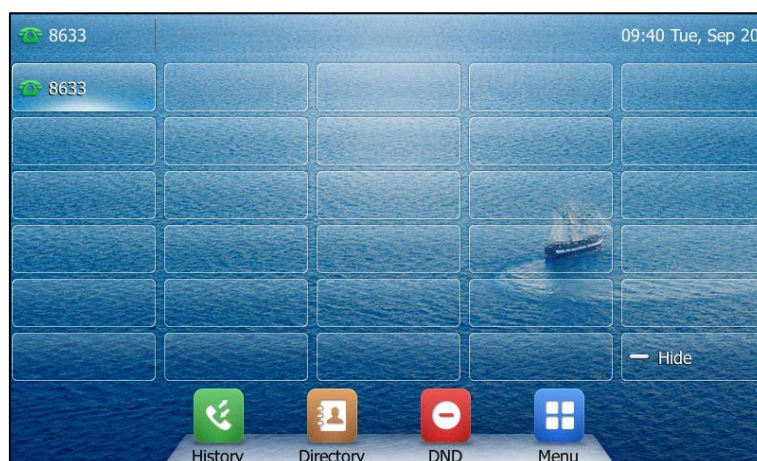 8633
09:40 Tue, Sep 20
8633
Hide
History
Directory
DND
Menu